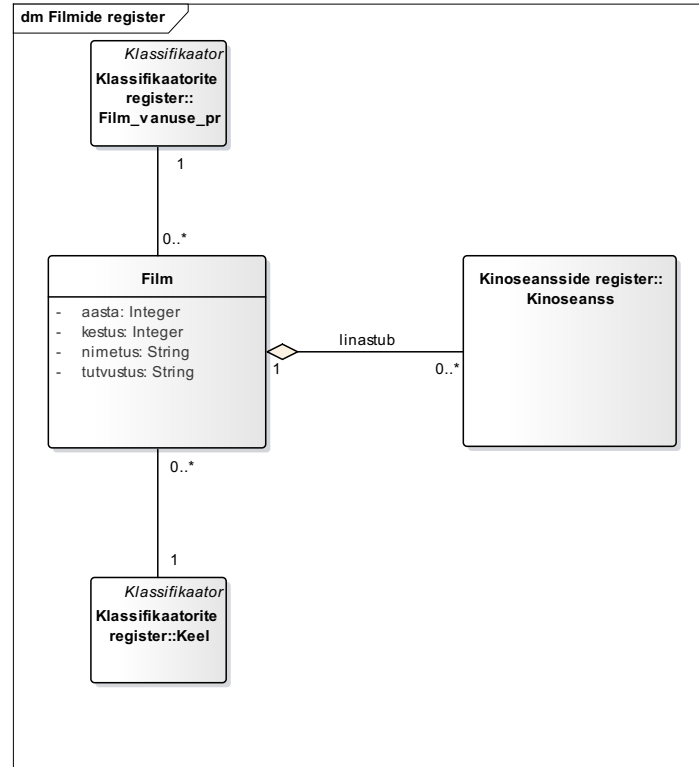 dm Filmide register
Klassifikaator
Klassifikaatorite
register::
Film_vanuse_pr
1
0..*
Film
- aasta: Integer
- kestus: Integer
- nimetus: String
- tutvustus: String
linastub
1
0..*
Kinoseansside register::
Kinoseanss
0..*
1
Klassifikaator
Klassifikaatorite
register::Keel